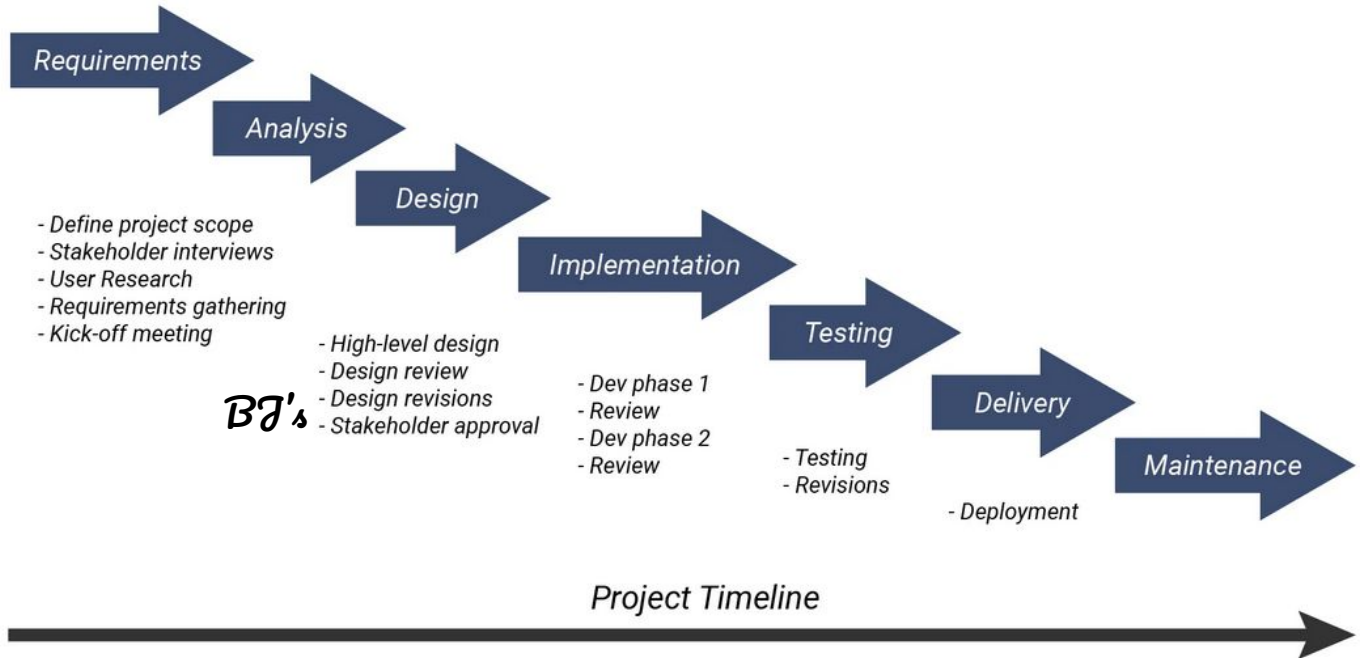 Requirements
Analysis
Design
Implementation
Testing
Delivery
Maintenance
- Define project scope
- Stakeholder interviews
- User Research
- Requirements gathering
- Kick-off meeting
- High-level design
- Design review
- Design revisions
- Stakeholder approval
BJ's
- Dev phase 1
- Review
- Dev phase 2
- Review
- Testing
- Revisions
- Deployment
Project Timeline